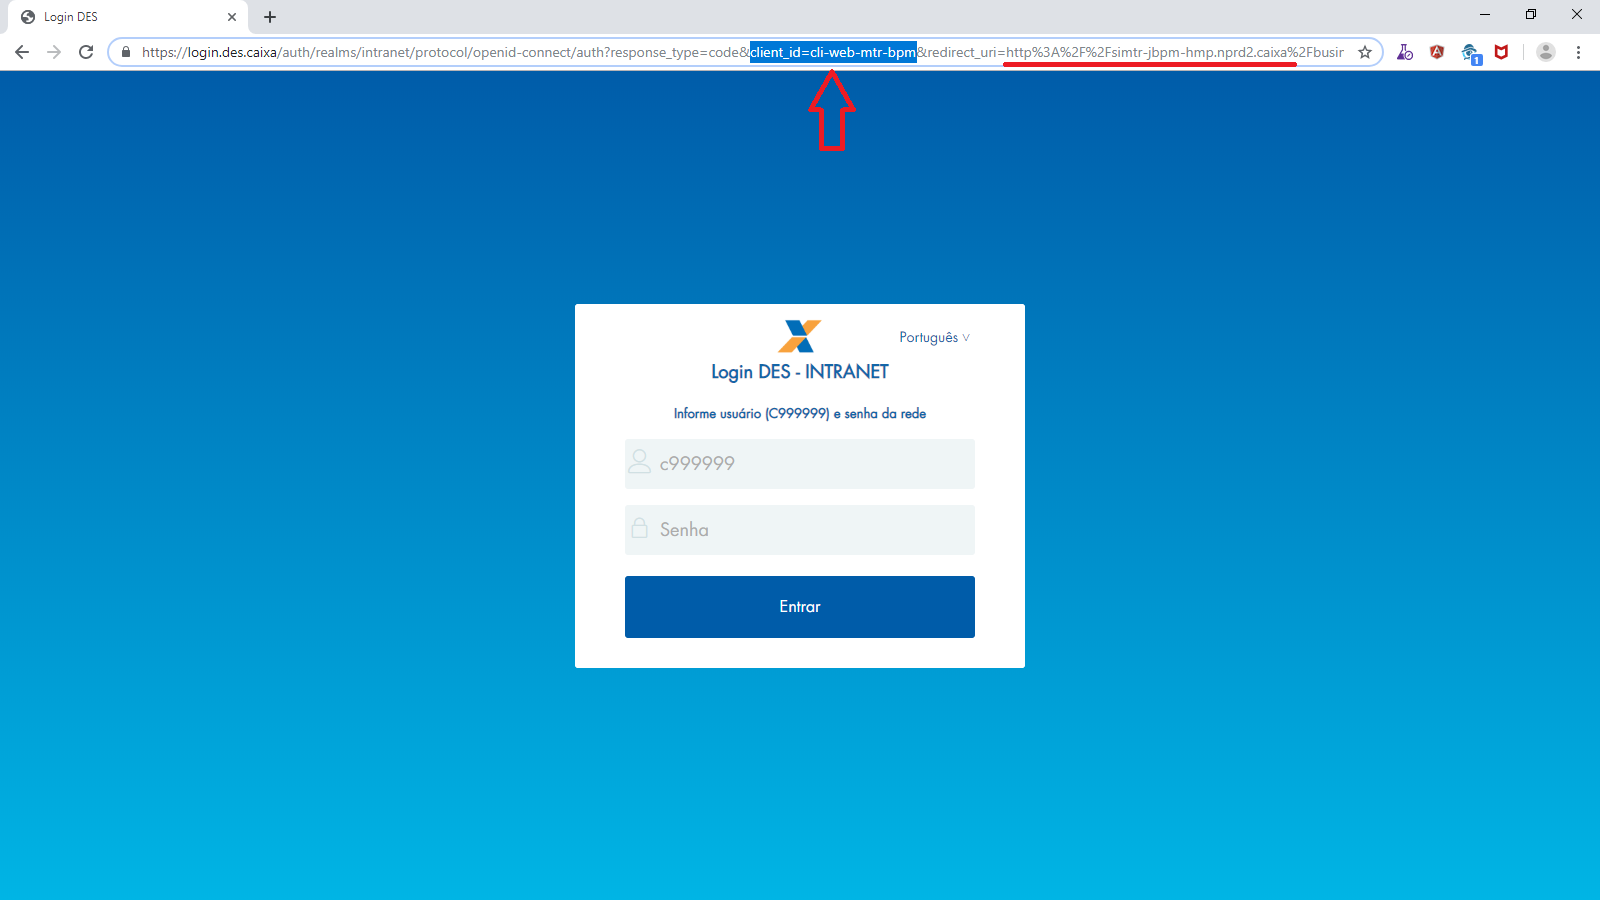 Login DES
https://login.des.caixa/auth/realms/intranet/protocol/openid-connect/auth?response_type=code&client_id=cli-web-mtr-bpm&redirect_uri=http%3A%2F%2Fsimtr-jbpm-hmp.nprd2.caixa%2Fbusir
1
Português
Login DES - INTRANET
Informe usuário (C999999) e senha da rede
c999999
Senha
Entrar